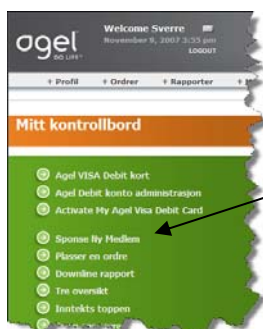 agel
GO LIFE
Welcome Sverre
November 9, 2007 3:55 pm
LOGOUT
+ Profil + Ordrer + Rapporter
Mitt kontrollbord
Agel VISA Debit kort
Agel Debit konto administrasjon
Activate My Agel Visa Debit Card
Sponse Ny Medlem
Plasser en ordre
Downline rapport
Tre oversikt
Inntekts toppen